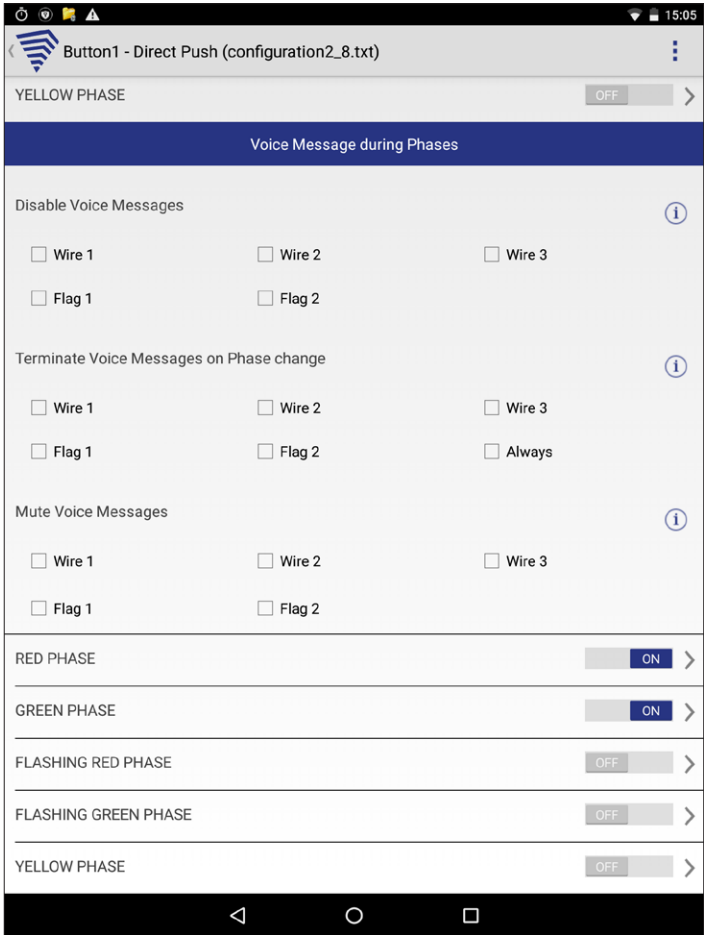 15:05
Button1 - Direct Push (configuration2_8.txt)
YELLOW PHASE OFF
Voice Message during Phases
Disable Voice Messages
Wire 1 Wire 2 Wire 3
Flag 1 Flag 2
Terminate Voice Messages on Phase change
Wire 1 Wire 2 Wire 3
Flag 1 Flag 2 Always
Mute Voice Messages
Wire 1 Wire 2 Wire 3
Flag 1 Flag 2
RED PHASE ON
GREEN PHASE ON
FLASHING RED PHASE OFF
FLASHING GREEN PHASE OFF
YELLOW PHASE OFF